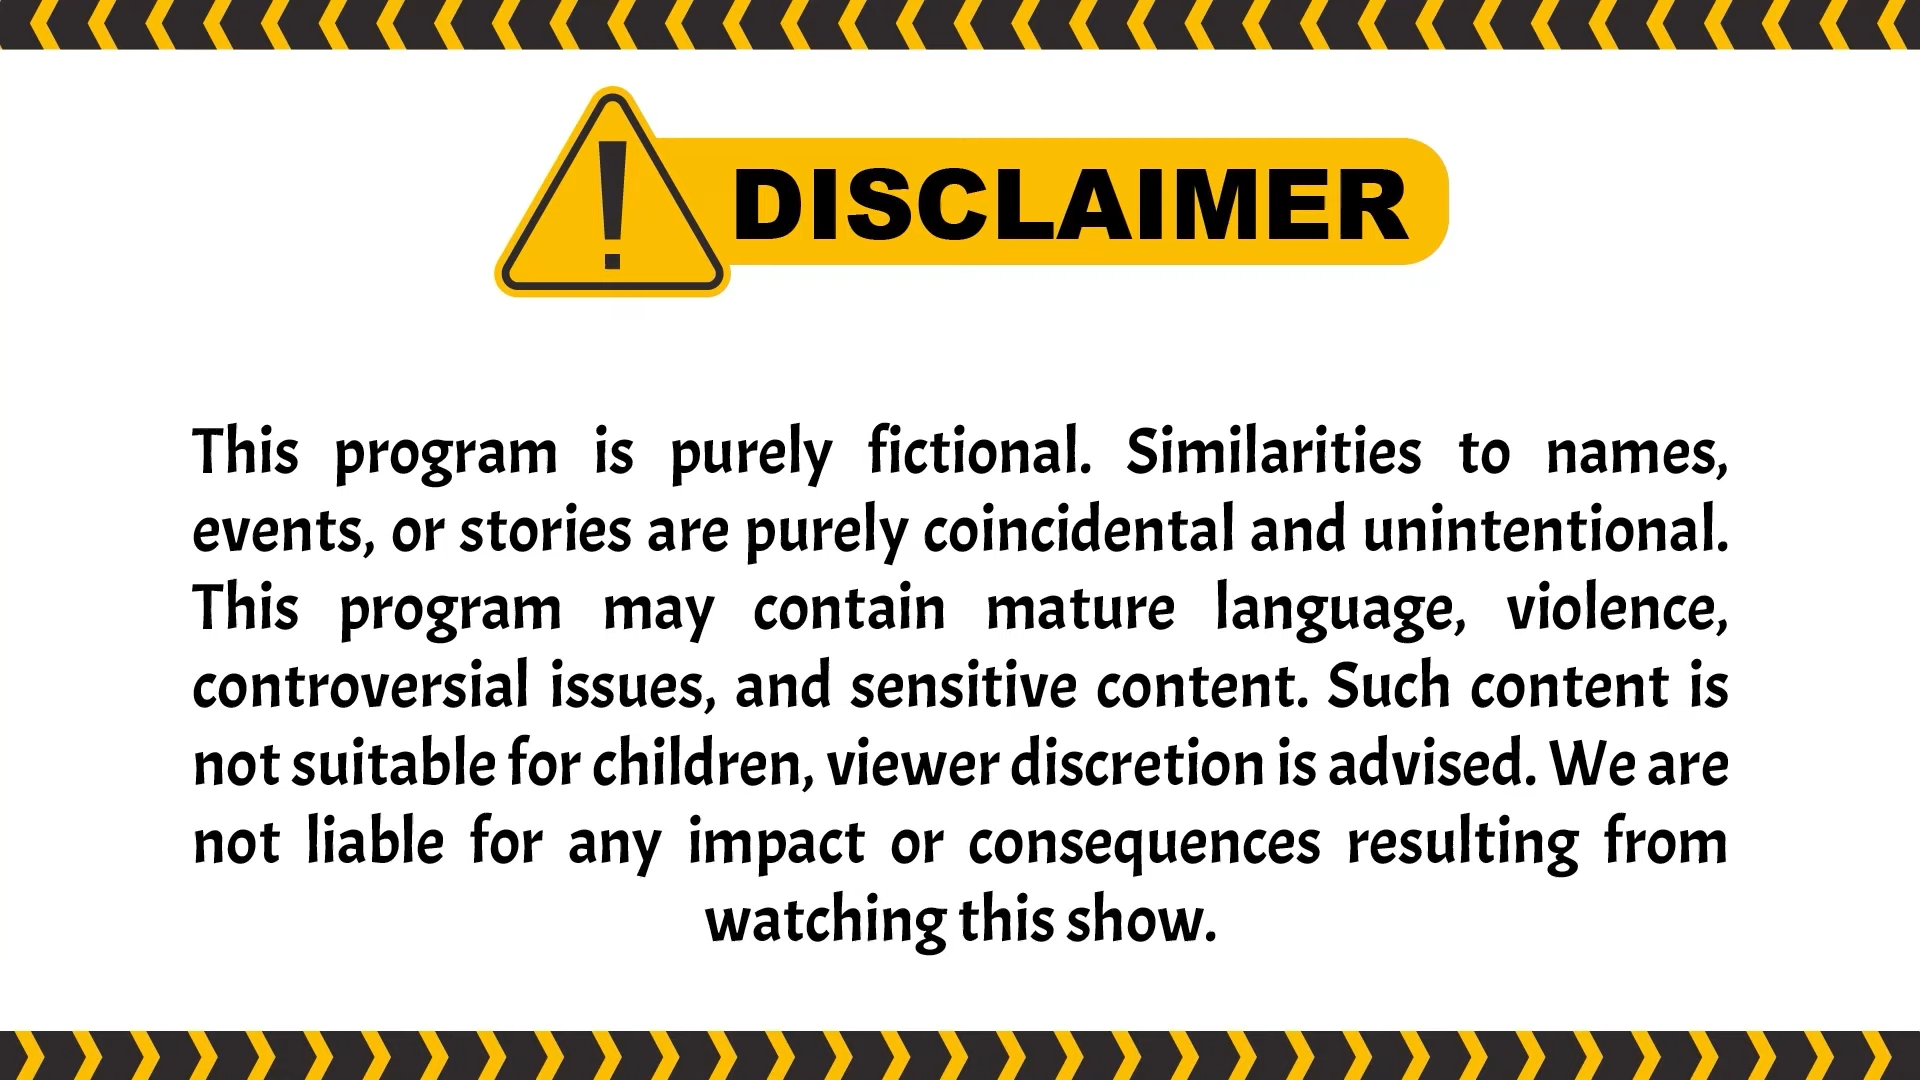 DISCLAIMER
This program is purely fictional. Similarities to names,
events, or stories are purely coincidental and unintentional.
This program may contain mature language, violence,
controversial issues, and sensitive content. Such content is
not suitable for children, viewer discretion is advised. We are
not liable for any impact or consequences resulting from
watching this show.